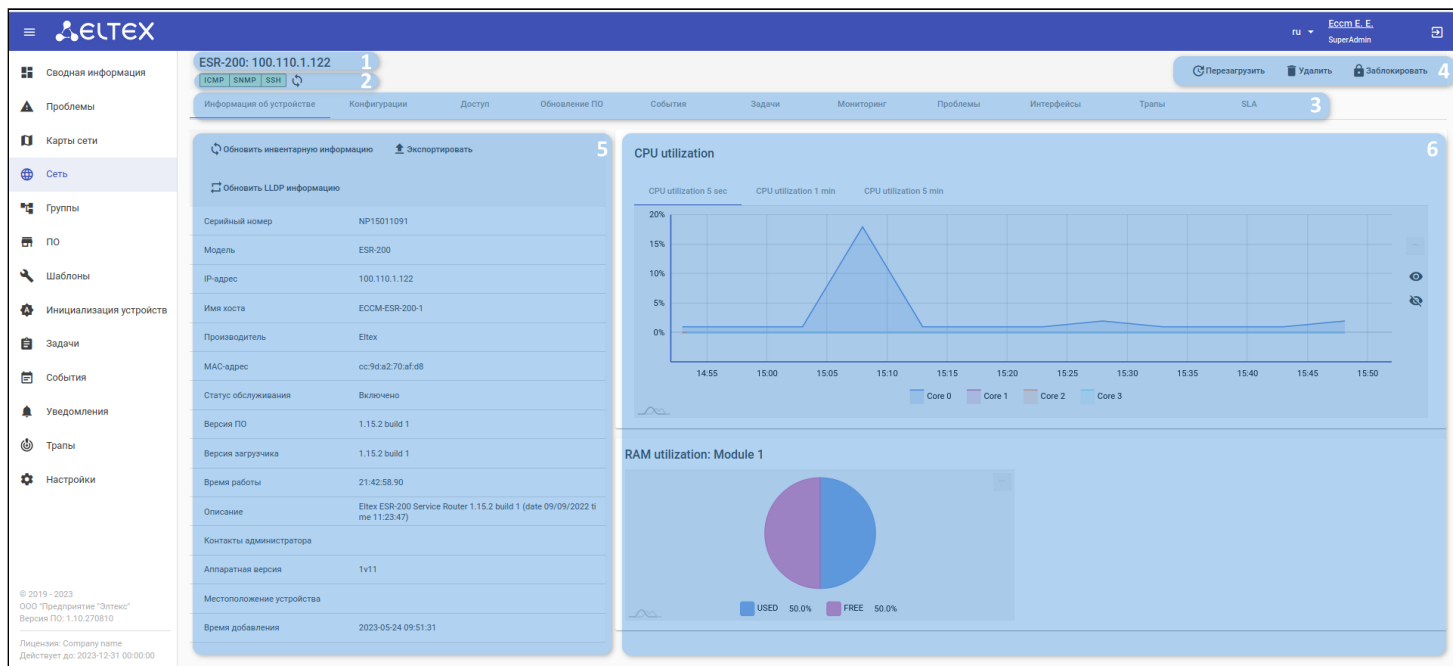 ELTEX
ru
Eccm E. E.
SuperAdmin
Сводная информация
Проблемы
Карты сети
Сеть
Группы
ПО
Шаблоны
Инициализация устройств
Задачи
События
Уведомления
Трапы
Настройки
© 2019 - 2023
ООО "Предприятие "Элтекс"
Версия ПО: 1.10.270810
Лицензия: Company name
Действует до: 2023-12-31 00:00:00
ESR-200: 100.110.1.122 1
ICMP SNMP SSH 2
Перезагрузить Удалить Заблокировать 4
Информация об устройстве Конфигурации Доступ Обновление ПО События Задачи Мониторинг Проблемы Интерфейсы Трапы SLA 3
Обновить инвентарную информацию Экспортировать 5
Обновить LLDP информацию
Серийный номер NP15011091
Модель ESR-200
IP-адрес 100.110.1.122
Имя хоста ECCM-ESR-200-1
Производитель Eltex
MAC-адрес cc:9d:a2:70:af:d8
Статус обслуживания Включено
Версия ПО 1.15.2 build 1
Версия загрузчика 1.15.2 build 1
Время работы 21:42:58.90
Описание Eltex ESR-200 Service Router 1.15.2 build 1 (date 09/09/2022 ti
me 11:23:47)
Контакты администратора
Аппаратная версия 1v11
Местоположение устройства
Время добавления 2023-05-24 09:51:31
CPU utilization 6
CPU utilization 5 sec CPU utilization 1 min CPU utilization 5 min
20%
15%
10%
5%
0%
14:55 15:00 15:05 15:10 15:15 15:20 15:25 15:30 15:35 15:40 15:45 15:50
Core 0 Core 1 Core 2 Core 3
RAM utilization: Module 1
USED 50.0% FREE 50.0%